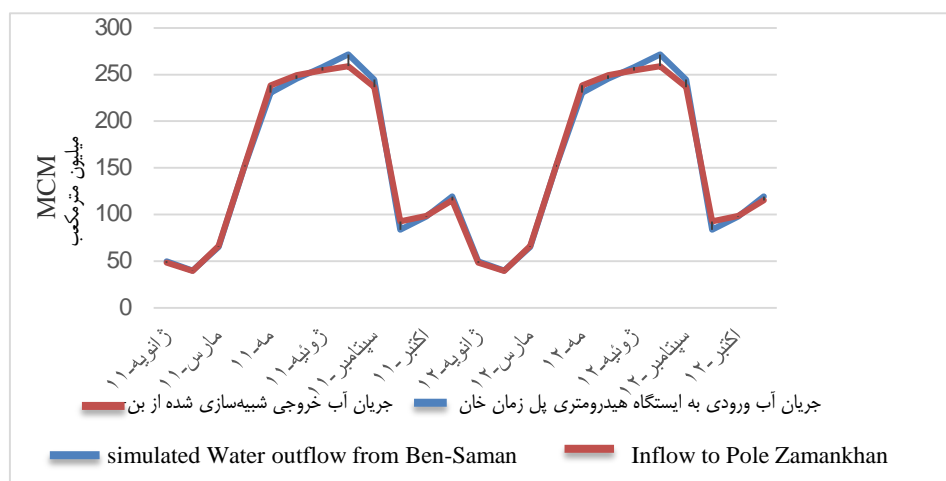 300
250
200
150
100
50
0
MCM
میلیون مترمکعب
ژانویه-۱۱
مارس-۱۱
مه-۱۱
ژوئیه-۱۱
سپتامبر-۱۱
اکتبر-۱۱
ژانویه-۱۲
مارس-۱۲
مه-۱۲
ژوئیه-۱۲
سپتامبر-۱۲
اکتبر-۱۲
جریان آب ورودی به ایستگاه هیدرومتری پل زمان خان
جریان آب خروجی شبیه‌سازی شده از بن-
simulated Water outflow from Ben-Saman
Inflow to Pole Zamankhan